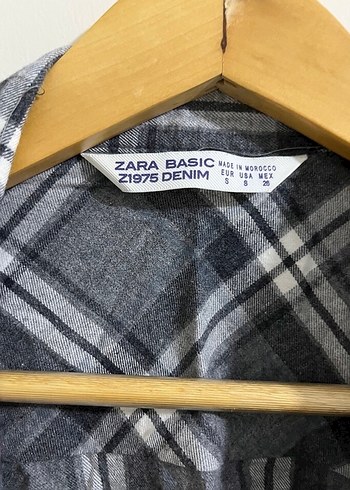 ZARA BASIC
Z1975 DENIM
MADE IN MOROCCO
EUR USA MEX
S S 26